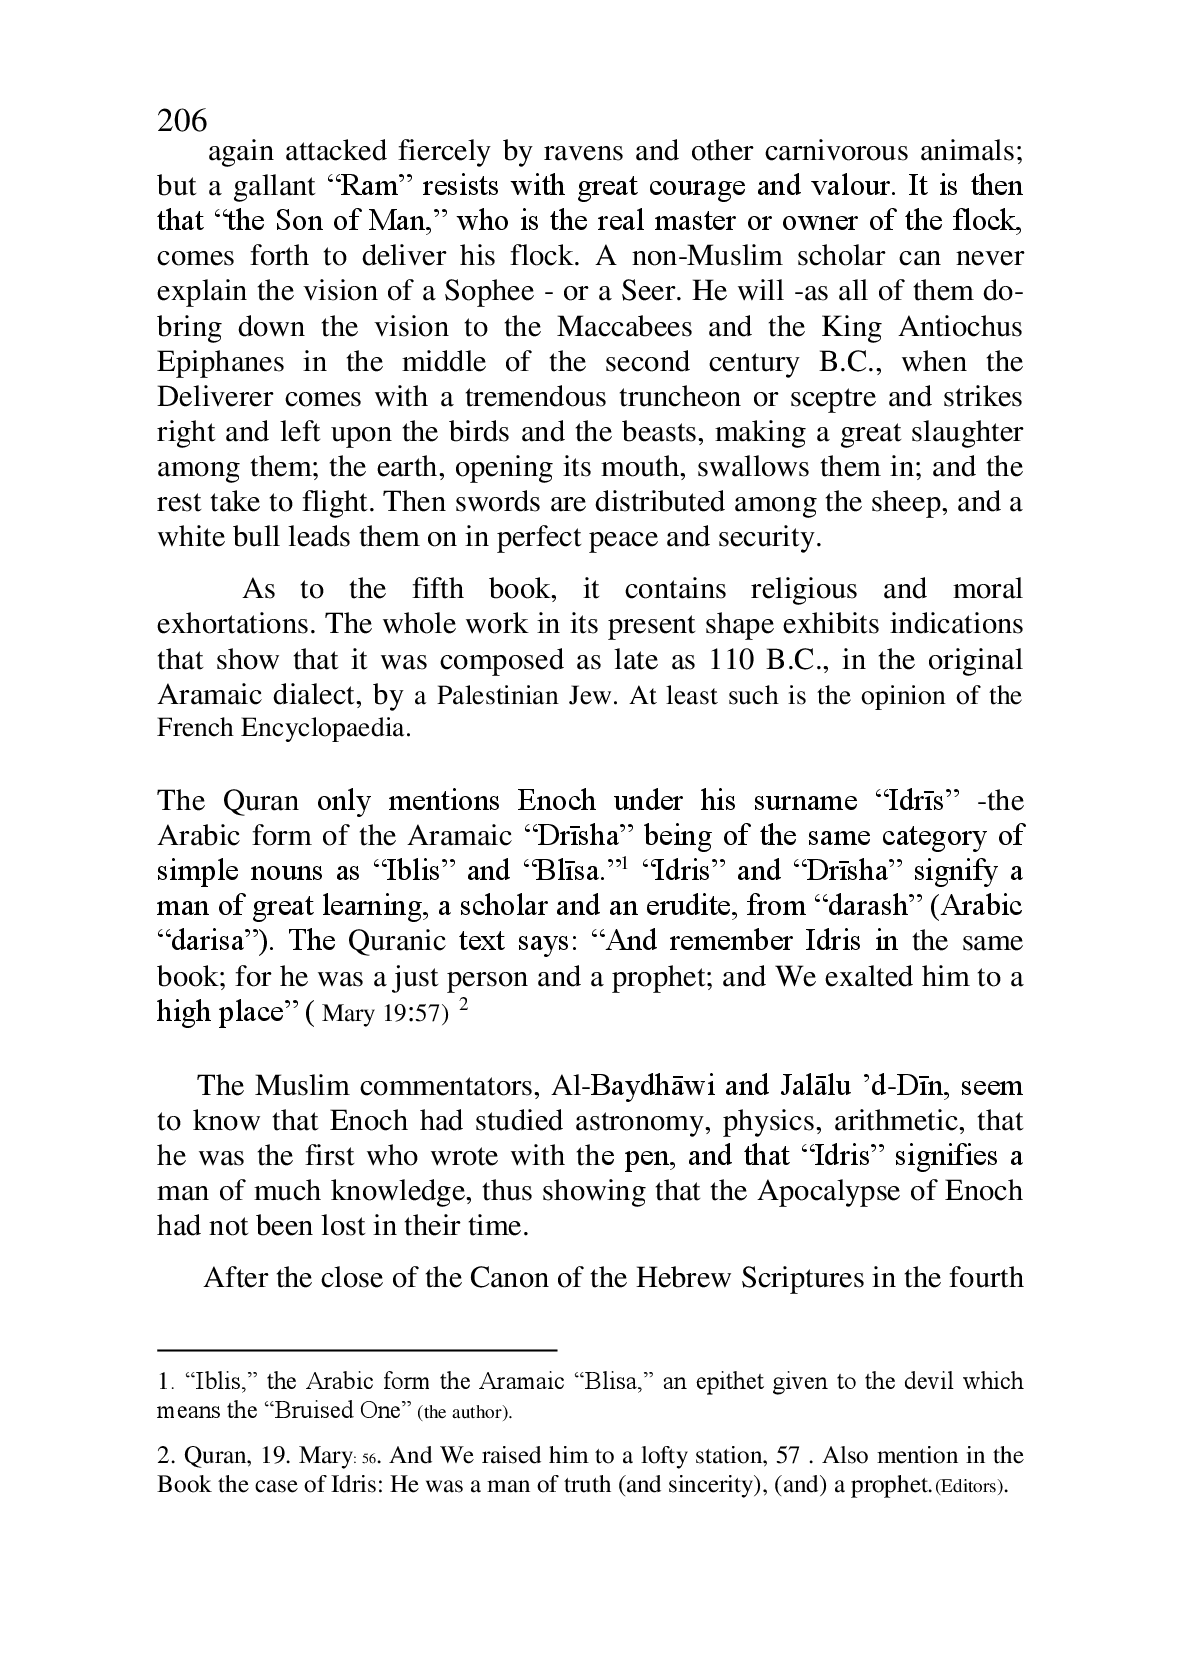 206
again attacked fiercely by ravens and other carnivorous animals;
but a gallant “Ram” resists with great courage and valour. It is then
that “the Son of Man,” who is the real master or owner of the flock,
comes forth to deliver his flock. A non-Muslim scholar can never
explain the vision of a Sophee - or a Seer. He will -as all of them do-
bring down the vision to the Maccabees and the King Antiochus
Epiphanes in the middle of the second century B.C., when the
Deliverer comes with a tremendous truncheon or sceptre and strikes
right and left upon the birds and the beasts, making a great slaughter
among them; the earth, opening its mouth, swallows them in; and the
rest take to flight. Then swords are distributed among the sheep, and a
white bull leads them on in perfect peace and security.
As to the fifth book, it contains religious and moral
exhortations. The whole work in its present shape exhibits indications
that show that it was composed as late as 110 B.C., in the original
Aramaic dialect, by a Palestinian Jew. At least such is the opinion of the
French Encyclopaedia.
The Quran only mentions Enoch under his surname “Idrīs” -the
Arabic form of the Aramaic “Drīsha” being of the same category of
simple nouns as “Iblis” and “Blīsa.”¹ “Idris” and “Drīsha” signify a
man of great learning, a scholar and an erudite, from “darash” (Arabic
“darisa”). The Quranic text says: “And remember Idris in the same
book; for he was a just person and a prophet; and We exalted him to a
high place” ( Mary 19:57) ²
The Muslim commentators, Al-Baydhāwi and Jalālu ’d-Dīn, seem
to know that Enoch had studied astronomy, physics, arithmetic, that
he was the first who wrote with the pen, and that “Idris” signifies a
man of much knowledge, thus showing that the Apocalypse of Enoch
had not been lost in their time.
After the close of the Canon of the Hebrew Scriptures in the fourth
1. “Iblis,” the Arabic form the Aramaic “Blisa,” an epithet given to the devil which
means the “Bruised One” (the author).
2. Quran, 19. Mary: 56. And We raised him to a lofty station, 57 . Also mention in the
Book the case of Idris: He was a man of truth (and sincerity), (and) a prophet.(Editors).